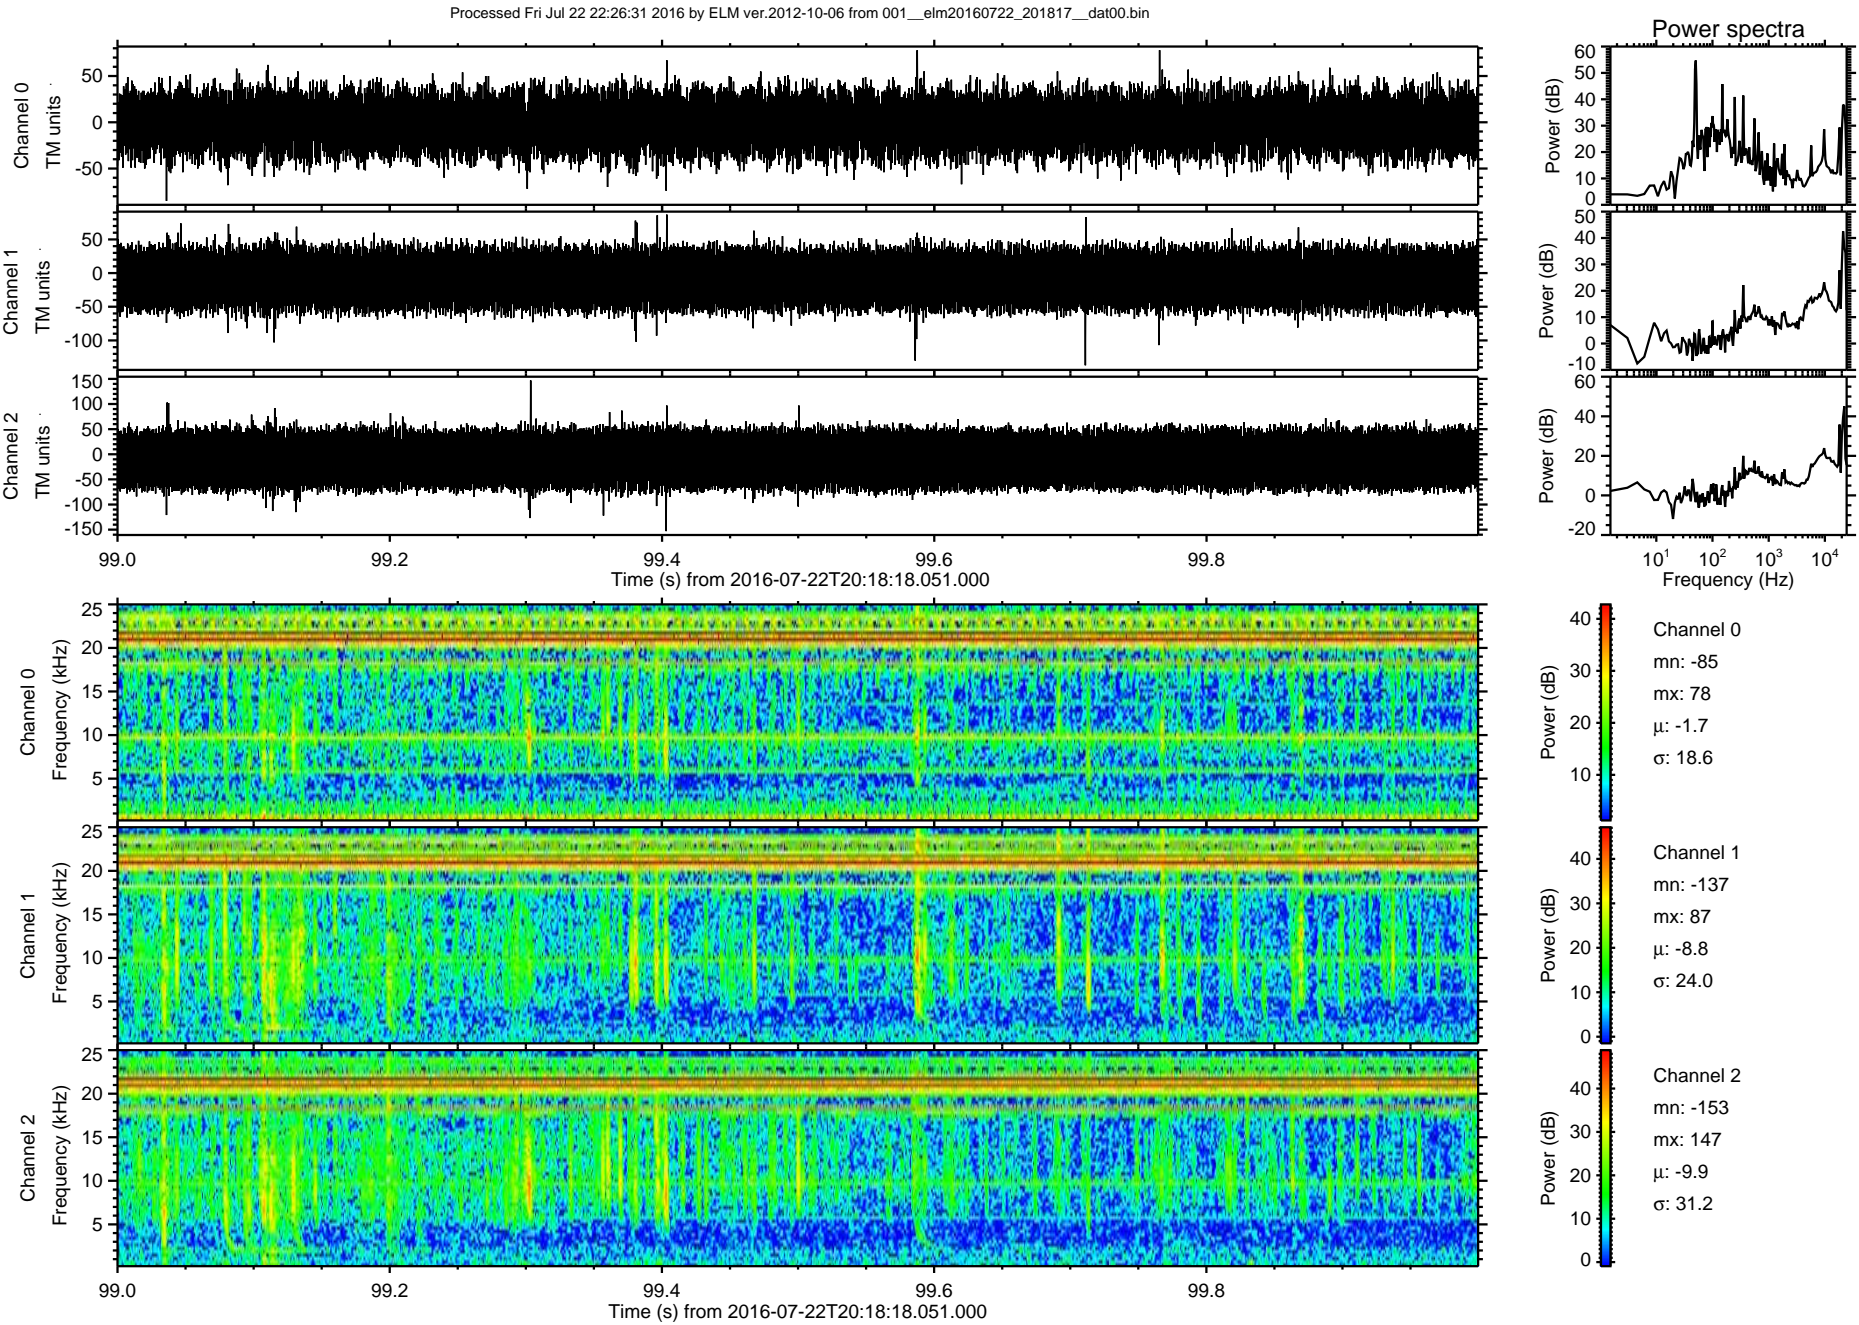 Processed Fri Jul 22 22:26:31 2016 by ELM ver.2012-10-06 from 001__elm20160722_201817__dat00.bin
Power spectra
Channel 0
TM units
50
0
-50
Power (dB)
60
50
40
30
20
10
0
Channel 1
TM units
50
0
-50
-100
Power (dB)
50
40
30
20
10
0
-10
Channel 2
TM units
150
100
50
0
-50
-100
-150
Power (dB)
60
40
20
0
-20
99.0 99.2 99.4 99.6 99.8
Time (s) from 2016-07-22T20:18:18.051.000
10^1 10^2 10^3 10^4
Frequency (Hz)
Channel 0
Frequency (kHz)
25
20
15
10
5
Power (dB)
40
30
20
10
Channel 0
mn: -85
mx: 78
μ: -1.7
σ: 18.6
Channel 1
Frequency (kHz)
25
20
15
10
5
Power (dB)
40
30
20
10
0
Channel 1
mn: -137
mx: 87
μ: -8.8
σ: 24.0
Channel 2
Frequency (kHz)
25
20
15
10
5
Power (dB)
40
30
20
10
0
Channel 2
mn: -153
mx: 147
μ: -9.9
σ: 31.2
99.0 99.2 99.4 99.6 99.8
Time (s) from 2016-07-22T20:18:18.051.000